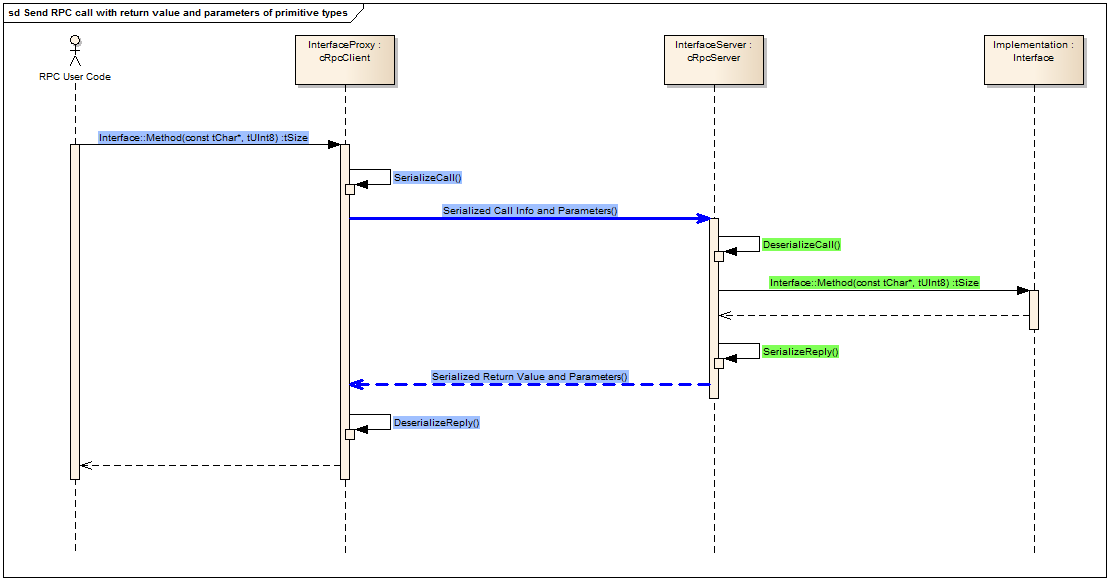 sd Send RPC call with return value and parameters of primitive types
RPC User Code
InterfaceProxy :
cRpcClient
InterfaceServer :
cRpcServer
Implementation :
Interface
Interface::Method(const tChar*, tUInt8) :tSize
SerializeCall()
Serialized Call Info and Parameters()
DeserializeCall()
Interface::Method(const tChar*, tUInt8) :tSize
SerializeReply()
Serialized Return Value and Parameters()
DeserializeReply()